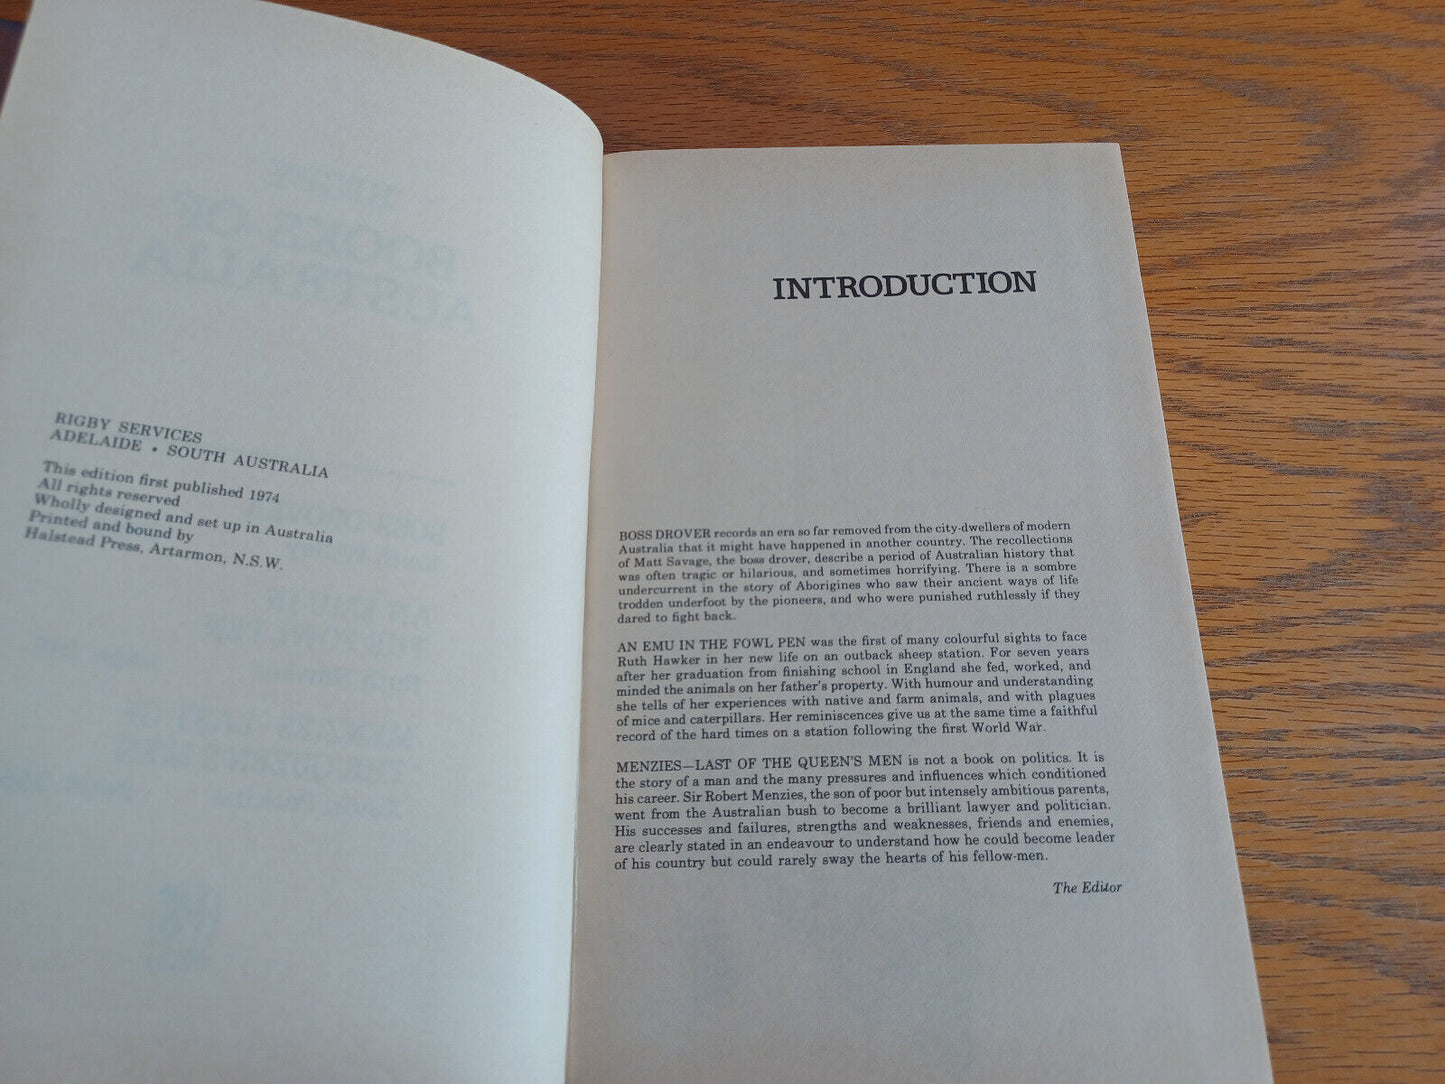 RIGBY SERVICES
ADELAIDE • SOUTH AUSTRALIA
This edition first published 1974
All rights reserved
Wholly designed and set up in Australia
Printed and bound by
Halstead Press, Artarmon, N.S.W.
INTRODUCTION
BOSS DROVER records an era so far removed from the city-dwellers of modern
Australia that it might have happened in another country. The recollections
of Matt Savage, the boss drover, describe a period of Australian history that
was often tragic or hilarious, and sometimes horrifying. There is a sombre
undercurrent in the story of Aborigines who saw their ancient ways of life
trodden underfoot by the pioneers, and who were punished ruthlessly if they
dared to fight back.
AN EMU IN THE FOWL PEN was the first of many colourful sights to face
Ruth Hawker in her new life on an outback sheep station. For seven years
after her graduation from finishing school in England she fed, worked, and
minded the animals on her father's property. With humour and understanding
she tells of her experiences with native and farm animals, and with plagues
of mice and caterpillars. Her reminiscences give us at the same time a faithful
record of the hard times on a station following the first World War.
MENZIES—LAST OF THE QUEEN'S MEN is not a book on politics. It is
the story of a man and the many pressures and influences which conditioned
his career. Sir Robert Menzies, the son of poor but intensely ambitious parents,
went from the Australian bush to become a brilliant lawyer and politician.
His successes and failures, strengths and weaknesses, friends and enemies,
are clearly stated in an endeavour to understand how he could become leader
of his country but could rarely sway the hearts of his fellow-men.
The Editor